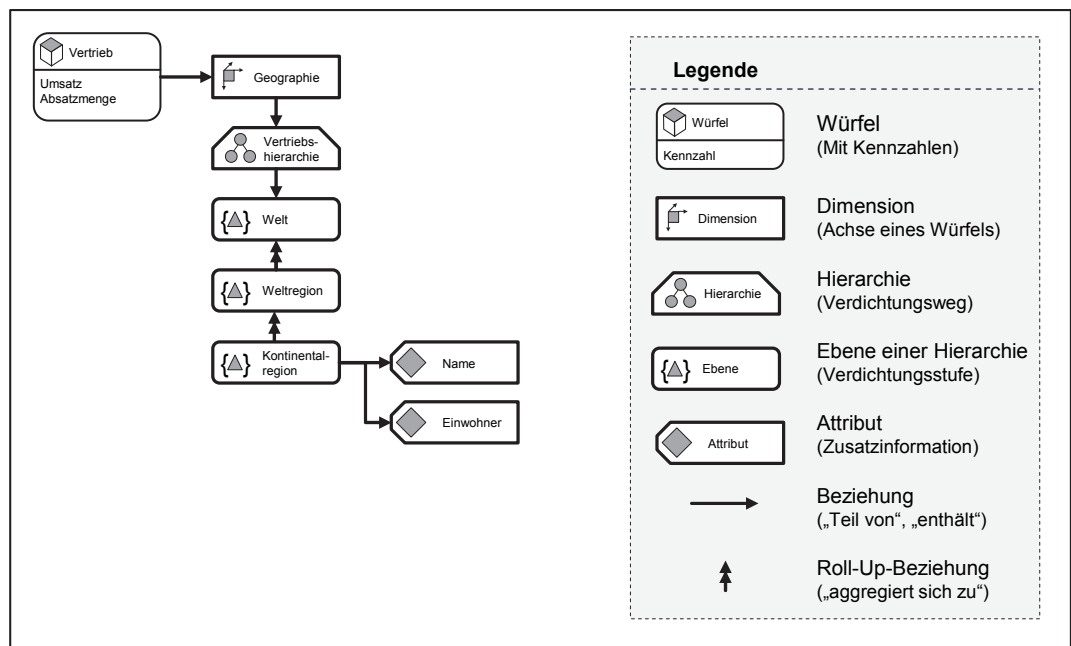 Vertrieb
Umsatz
Absatzmenge
Geographie
Vertriebs-
hierarchie
{△} Welt
{△} Weltregion
{△} Kontinental-
region
Name
Einwohner
Legende
Würfel
Kennzahl
Würfel
(Mit Kennzahlen)
Dimension
Dimension
(Achse eines Würfels)
Hierarchie
Hierarchie
(Verdichtungsweg)
{△} Ebene
Ebene einer Hierarchie
(Verdichtungsstufe)
Attribut
Attribut
(Zusatzinformation)
Beziehung
(„Teil von“, „enthält“)
Roll-Up-Beziehung
(„aggregiert sich zu“)